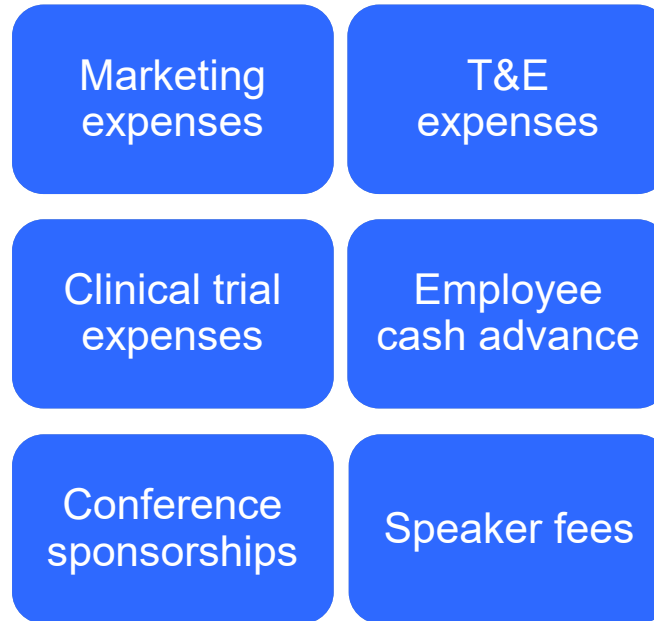 Marketing
expenses
T&E
expenses
Clinical trial
expenses
Employee
cash advance
Conference
sponsorships
Speaker fees